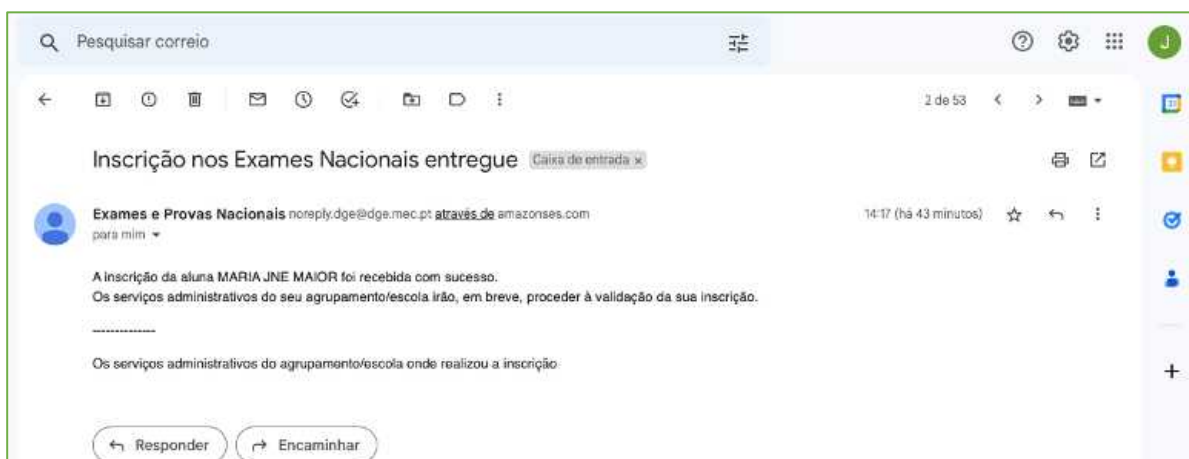 Pesquisar correio
J
2 de 53
Inscrição nos Exames Nacionais entregue Caixa de entrada x
Exames e Provas Nacionais noreply.dge@dge.mec.pt através de amazonses.com
14:17 (há 43 minutos)
para mim
A inscrição da aluna MARIA JNE MAIOR foi recebida com sucesso.
Os serviços administrativos do seu agrupamento/escola irão, em breve, proceder à validação da sua inscrição.
--------------
Os serviços administrativos do agrupamento/escola onde realizou a inscrição
Responder
Encaminhar